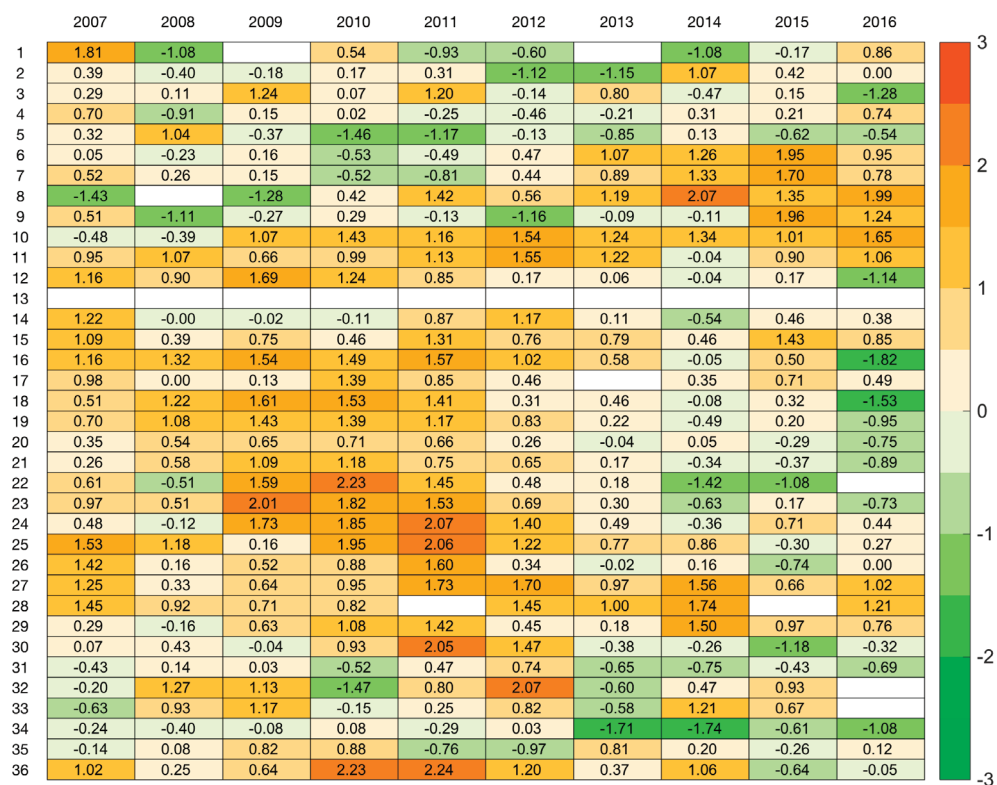 2007 2008 2009 2010 2011 2012 2013 2014 2015 2016
1 1.81 -1.08 0.54 -0.93 -0.60 -1.08 -0.17 0.86
2 0.39 -0.40 -0.18 0.17 0.31 -1.12 -1.15 1.07 0.42 0.00
3 0.29 0.11 1.24 0.07 1.20 -0.14 0.80 -0.47 0.15 -1.28
4 0.70 -0.91 0.15 0.02 -0.25 -0.46 -0.21 0.31 0.21 0.74
5 0.32 1.04 -0.37 -1.46 -1.17 -0.13 -0.85 0.13 -0.62 -0.54
6 0.05 -0.23 0.16 -0.53 -0.49 0.47 1.07 1.26 1.95 0.95
7 0.52 0.26 0.15 -0.52 -0.81 0.44 0.89 1.33 1.70 0.78
8 -1.43 -1.28 0.42 1.42 0.56 1.19 2.07 1.35 1.99
9 0.51 -1.11 -0.27 0.29 -0.13 -1.16 -0.09 -0.11 1.96 1.24
10 -0.48 -0.39 1.07 1.43 1.16 1.54 1.24 1.34 1.01 1.65
11 0.95 1.07 0.66 0.99 1.13 1.55 1.22 -0.04 0.90 1.06
12 1.16 0.90 1.69 1.24 0.85 0.17 0.06 -0.04 0.17 -1.14
13
14 1.22 -0.00 -0.02 -0.11 0.87 1.17 0.11 -0.54 0.46 0.38
15 1.09 0.39 0.75 0.46 1.31 0.76 0.79 0.46 1.43 0.85
16 1.16 1.32 1.54 1.49 1.57 1.02 0.58 -0.05 0.50 -1.82
17 0.98 0.00 0.13 1.39 0.85 0.46 0.35 0.71 0.49
18 0.51 1.22 1.61 1.53 1.41 0.31 0.46 -0.08 0.32 -1.53
19 0.70 1.08 1.43 1.39 1.17 0.83 0.22 -0.49 0.20 -0.95
20 0.35 0.54 0.65 0.71 0.66 0.26 -0.04 0.05 -0.29 -0.75
21 0.26 0.58 1.09 1.18 0.75 0.65 0.17 -0.34 -0.37 -0.89
22 0.61 -0.51 1.59 2.23 1.45 0.48 0.18 -1.42 -1.08
23 0.97 0.51 2.01 1.82 1.53 0.69 0.30 -0.63 0.17 -0.73
24 0.48 -0.12 1.73 1.85 2.07 1.40 0.49 -0.36 0.71 0.44
25 1.53 1.18 0.16 1.95 2.06 1.22 0.77 0.86 -0.30 0.27
26 1.42 0.16 0.52 0.88 1.60 0.34 -0.02 0.16 -0.74 0.00
27 1.25 0.33 0.64 0.95 1.73 1.70 0.97 1.56 0.66 1.02
28 1.45 0.92 0.71 0.82 1.45 1.00 1.74 1.21
29 0.29 -0.16 0.63 1.08 1.42 0.45 0.18 1.50 0.97 0.76
30 0.07 0.43 -0.04 0.93 2.05 1.47 -0.38 -0.26 -1.18 -0.32
31 -0.43 0.14 0.03 -0.52 0.47 0.74 -0.65 -0.75 -0.43 -0.69
32 -0.20 1.27 1.13 -1.47 0.80 2.07 -0.60 0.47 0.93
33 -0.63 0.93 1.17 -0.15 0.25 0.82 -0.58 1.21 0.67
34 -0.24 -0.40 -0.08 0.08 -0.29 0.03 -1.71 -1.74 -0.61 -1.08
35 -0.14 0.08 0.82 0.88 -0.76 -0.97 0.81 0.20 -0.26 0.12
36 1.02 0.25 0.64 2.23 2.24 1.20 0.37 1.06 -0.64 -0.05
3
2
1
0
-1
-2
-3